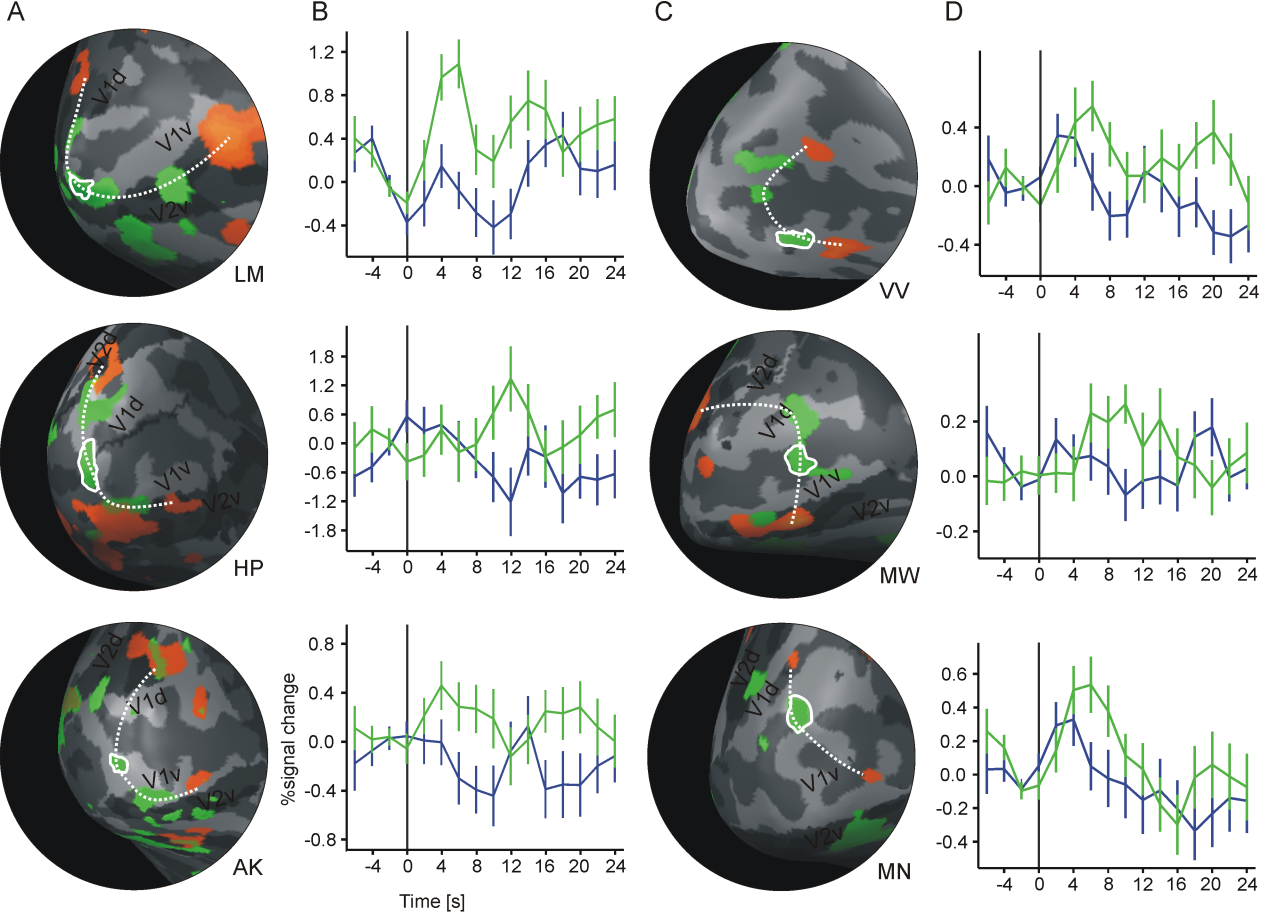 A
B
C
D
V1d
V1v
V2v
LM
1.2
0.8
0.4
0.0
-0.4
-4 0 4 8 12 16 20 24
VV
0.4
0.0
-0.4
-4 0 4 8 12 16 20 24
V2d
V1d
V1v
V2v
HP
1.8
1.2
0.6
0.0
-0.6
-1.2
-1.8
-4 0 4 8 12 16 20 24
V2d
V1d
V1v
V2v
MW
0.2
0.0
-0.2
-4 0 4 8 12 16 20 24
V2d
V1d
V1v
V2v
AK
%signal change
0.8
0.4
0.0
-0.4
-0.8
-4 0 4 8 12 16 20 24
Time [s]
V2d
V1d
V1v
V2v
MN
0.6
0.4
0.2
0.0
-0.2
-0.4
-4 0 4 8 12 16 20 24